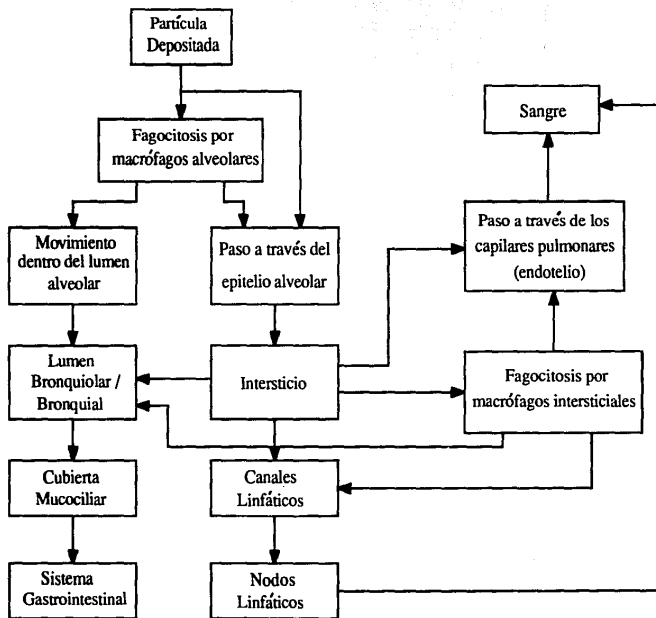 Partícula
Depositada
Sangre
Fagocitosis por
macrófagos alveolares
Movimiento
dentro del lumen
alveolar
Paso a través del
epitelio alveolar
Paso a través de los
capilares pulmonares
(endotelio)
Lumen
Bronquiolar /
Bronquial
Intersticio
Fagocitosis por
macrófagos intersticiales
Cubierta
Mucociliar
Canales
Linfáticos
Sistema
Gastrointestinal
Nodos
Linfáticos